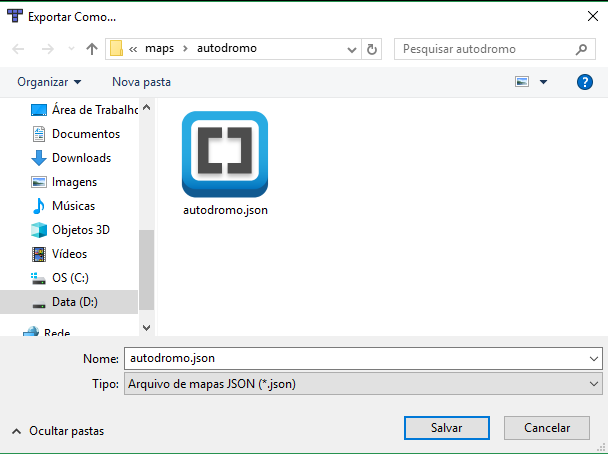 Exportar Como...
« maps › autodromo
Pesquisar autodromo
Organizar
Nova pasta
?
Área de Trabalho
Documentos
Downloads
Imagens
Músicas
Objetos 3D
Vídeos
OS (C:)
Data (D:)
Rede
autodromo.json
Nome: autodromo.json
Tipo: Arquivo de mapas JSON (*.json)
Ocultar pastas
Salvar
Cancelar